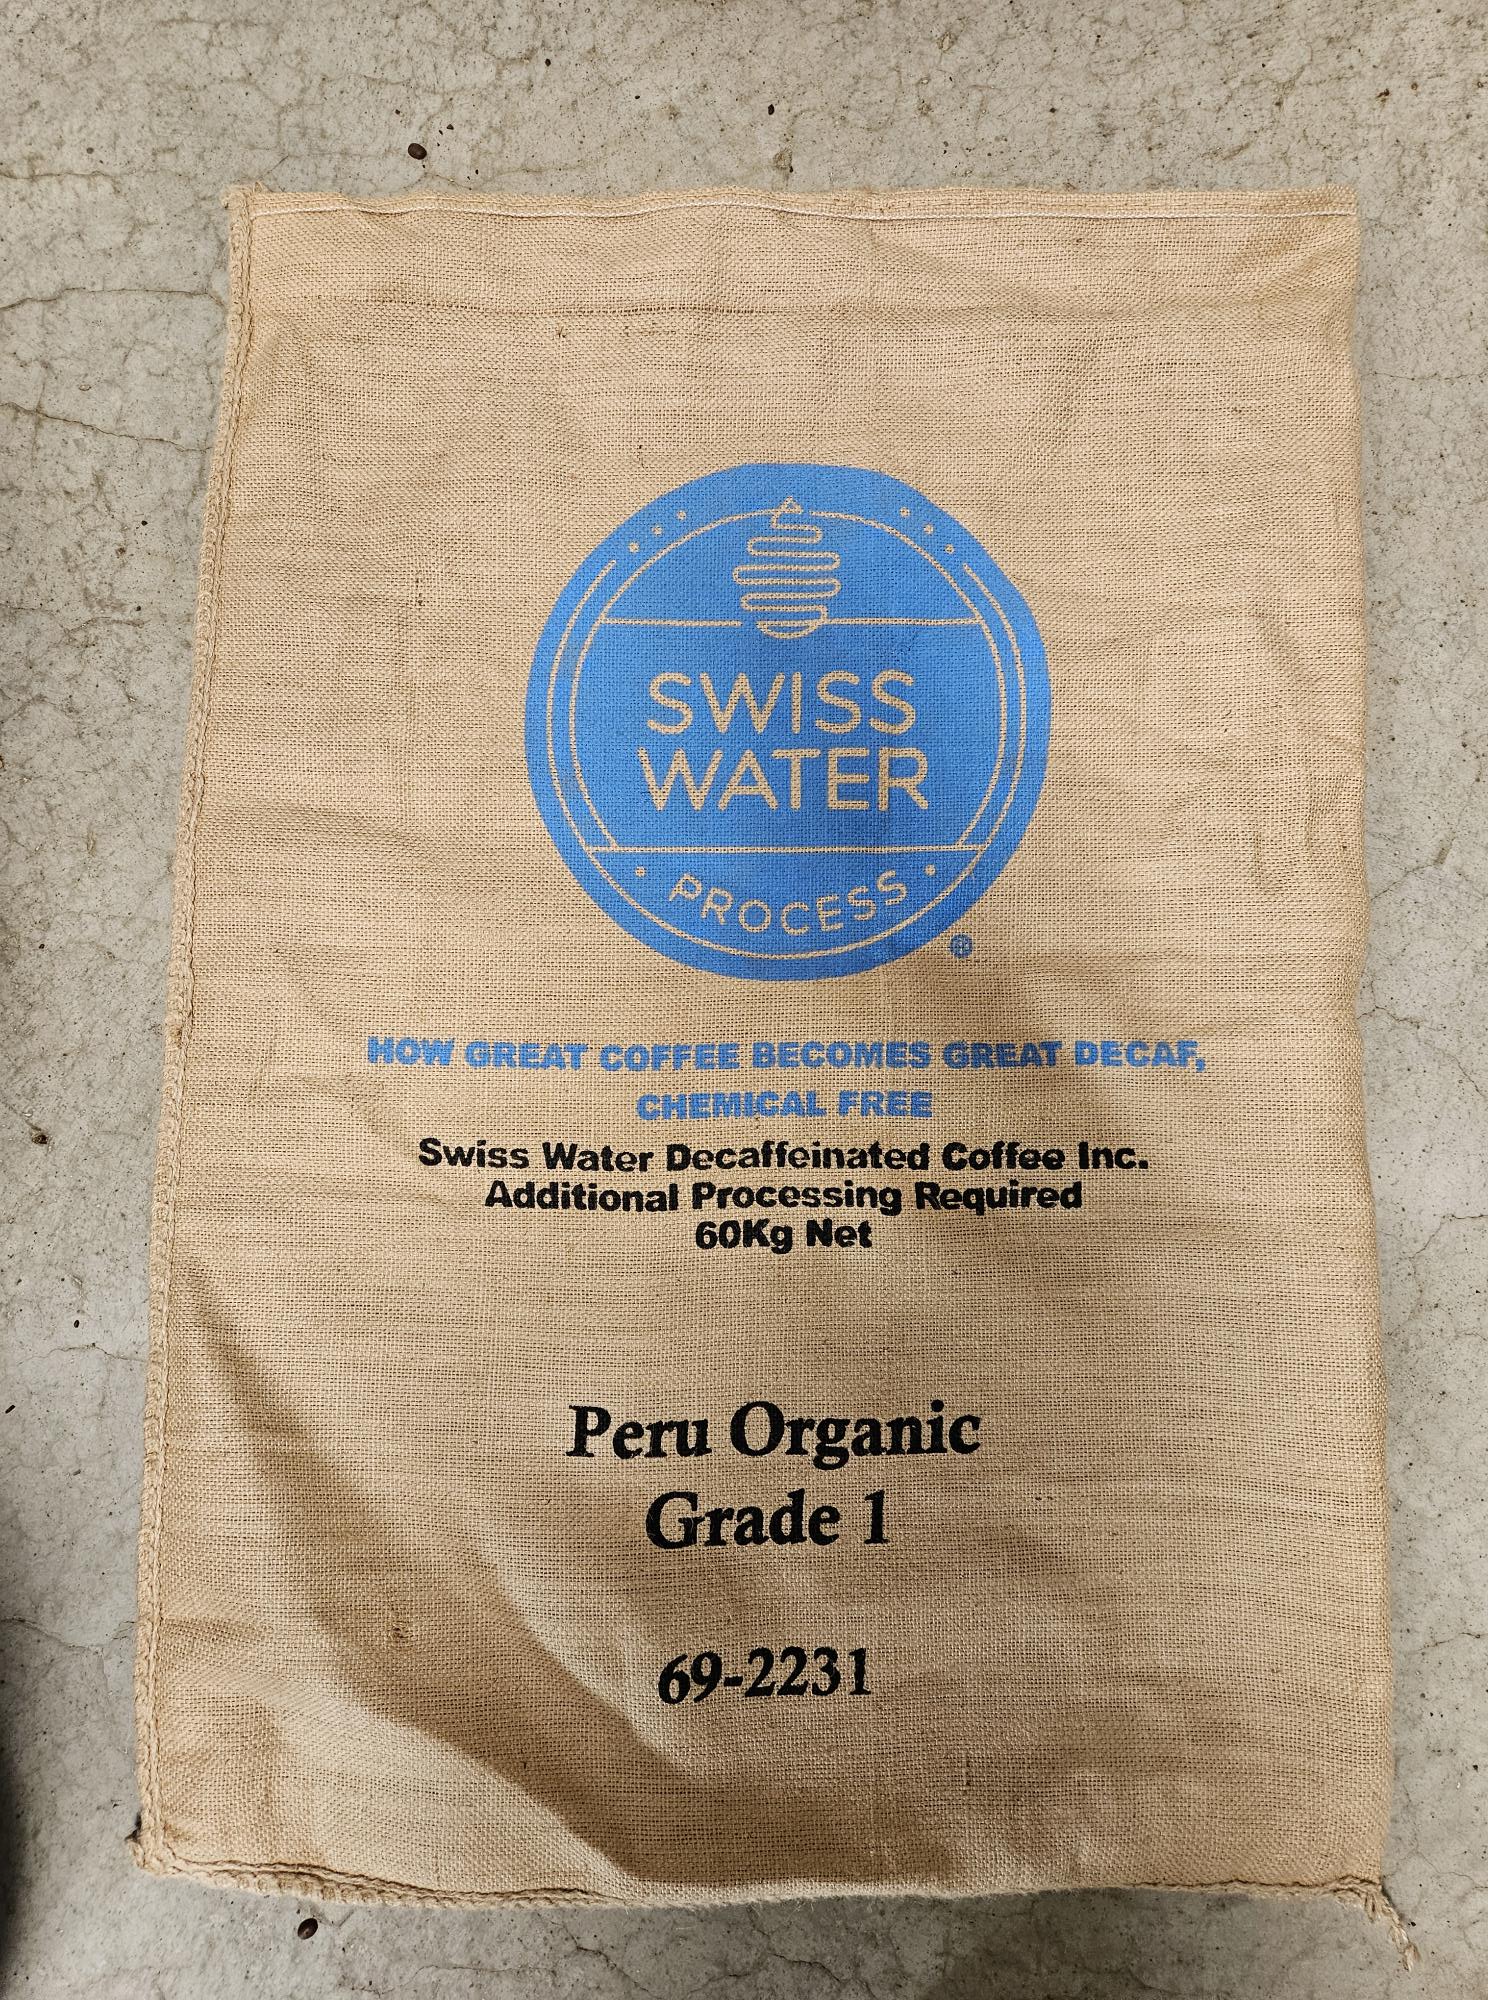 SWISS
WATER
PROCESS
®
HOW GREAT COFFEE BECOMES GREAT DECAF,
CHEMICAL FREE
Swiss Water Decaffeinated Coffee Inc.
Additional Processing Required
60Kg Net
Peru Organic
Grade 1
69-2231